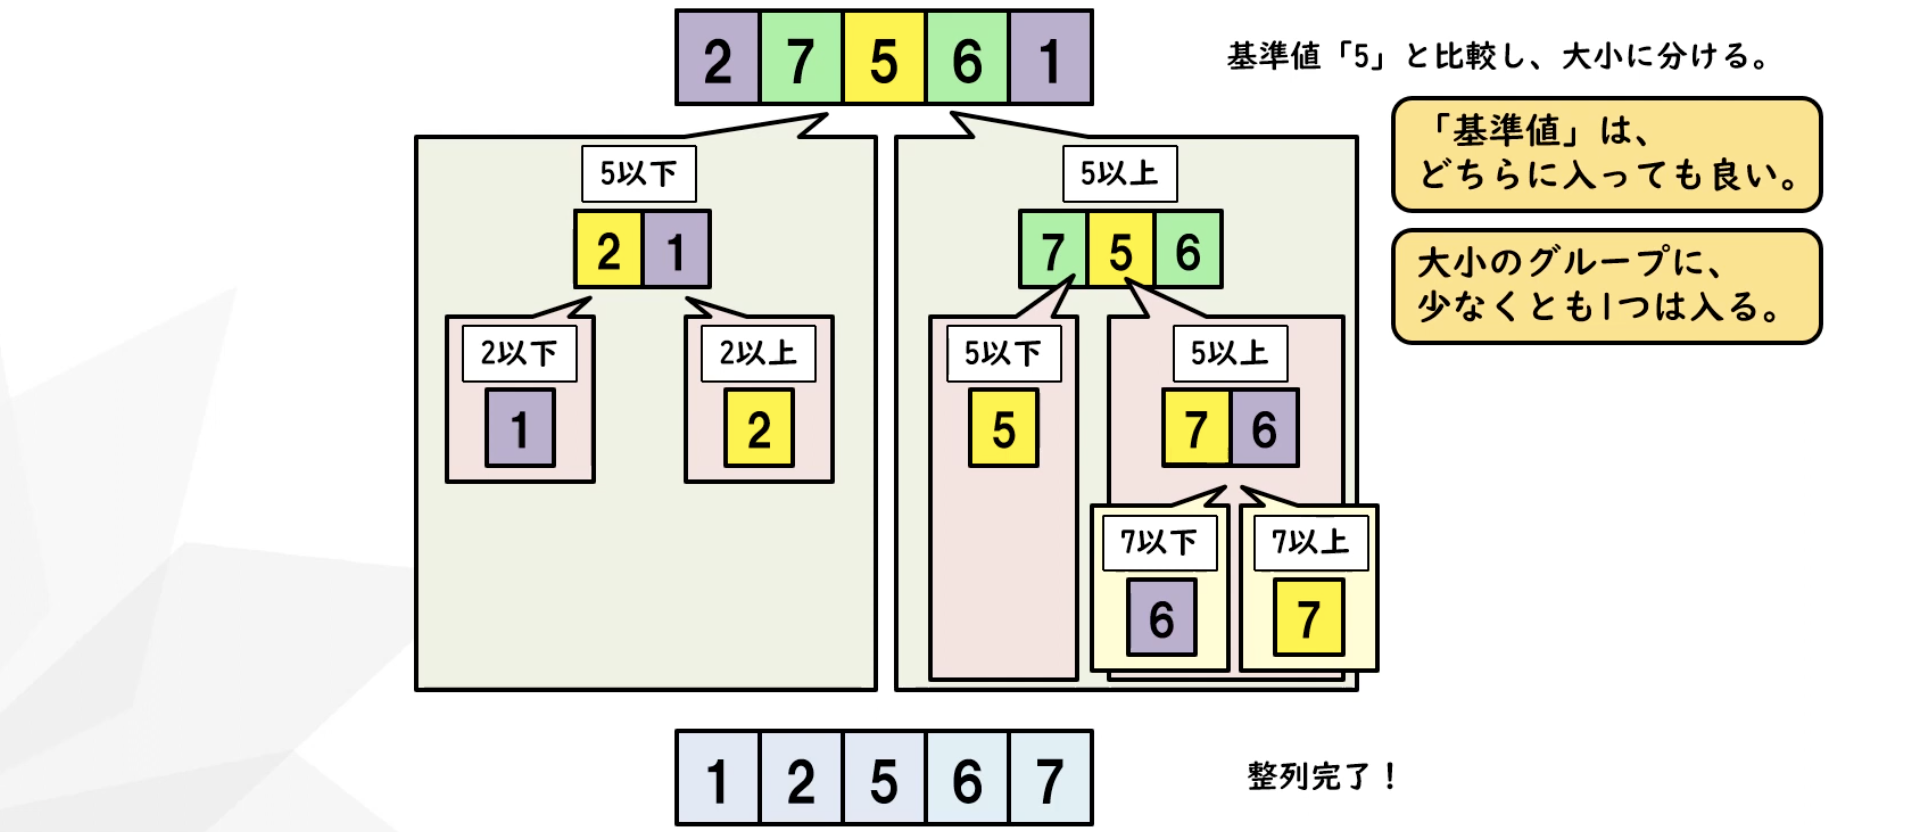 2 7 5 6 1
基準値「5」と比較し、大小に分ける。
「基準値」は、
どちらに入っても良い。
大小のグループに、
少なくとも1つは入る。
5以下
2 1
2以下
1
2以上
2
5以上
7 5 6
5以下
5
5以上
7 6
7以下
6
7以上
7
1 2 5 6 7
整列完了！